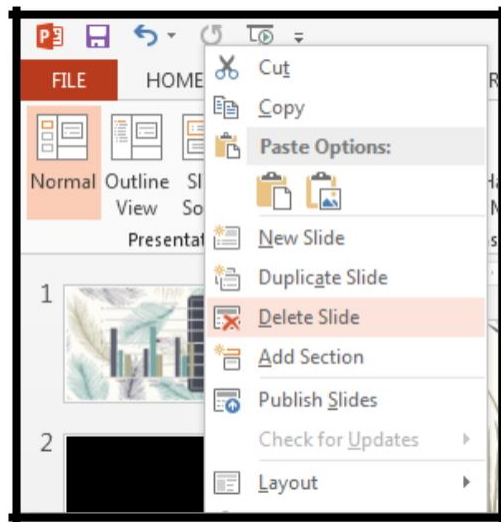 FILE
HOME
Normal
Outline
View
Presentat
1
2
Cut
Copy
Paste Options:
New Slide
Duplicate Slide
Delete Slide
Add Section
Publish Slides
Check for Updates
Layout